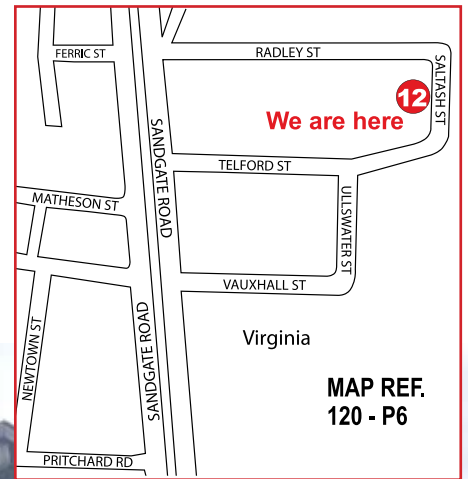 FERRIC ST
RADLEY ST
SALTASH ST
12
We are here
SANDGATE ROAD
TELFORD ST
MATHESON ST
ULLSWATER ST
VAUXHALL ST
NEWTOWN ST
SANDGATE ROAD
Virginia
MAP REF.
120 - P6
PRITCHARD RD